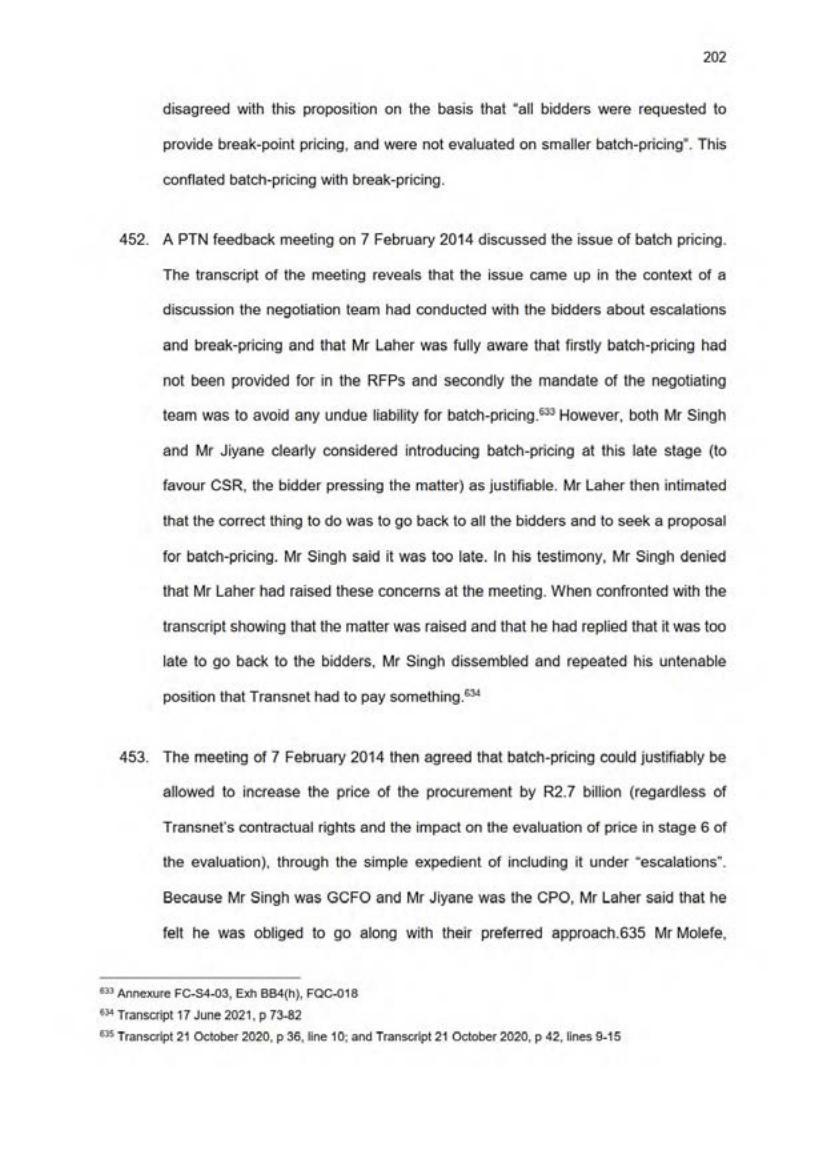 202
disagreed with this proposition on the basis that “all bidders were requested to
provide break-point pricing, and were not evaluated on smaller batch-pricing”. This
conflated batch-pricing with break-pricing.
452. A PTN feedback meeting on 7 February 2014 discussed the issue of batch pricing.
The transcript of the meeting reveals that the issue came up in the context of a
discussion the negotiation team had conducted with the bidders about escalations
and break-pricing and that Mr Laher was fully aware that firstly batch-pricing had
not been provided for in the RFPs and secondly the mandate of the negotiating
team was to avoid any undue liability for batch-pricing.633 However, both Mr Singh
and Mr Jiyane clearly considered introducing batch-pricing at this late stage (to
favour CSR, the bidder pressing the matter) as justifiable. Mr Laher then intimated
that the correct thing to do was to go back to all the bidders and to seek a proposal
for batch-pricing. Mr Singh said it was too late. In his testimony, Mr Singh denied
that Mr Laher had raised these concerns at the meeting. When confronted with the
transcript showing that the matter was raised and that he had replied that it was too
late to go back to the bidders, Mr Singh dissembled and repeated his untenable
position that Transnet had to pay something.634
453. The meeting of 7 February 2014 then agreed that batch-pricing could justifiably be
allowed to increase the price of the procurement by R2.7 billion (regardless of
Transnet’s contractual rights and the impact on the evaluation of price in stage 6 of
the evaluation), through the simple expedient of including it under “escalations”.
Because Mr Singh was GCFO and Mr Jiyane was the CPO, Mr Laher said that he
felt he was obliged to go along with their preferred approach.635 Mr Molefe,
633 Annexure FC-S4-03, Exh BB4(h), FQC-018
634 Transcript 17 June 2021, p 73-82
635 Transcript 21 October 2020, p 36, line 10; and Transcript 21 October 2020, p 42, lines 9-15